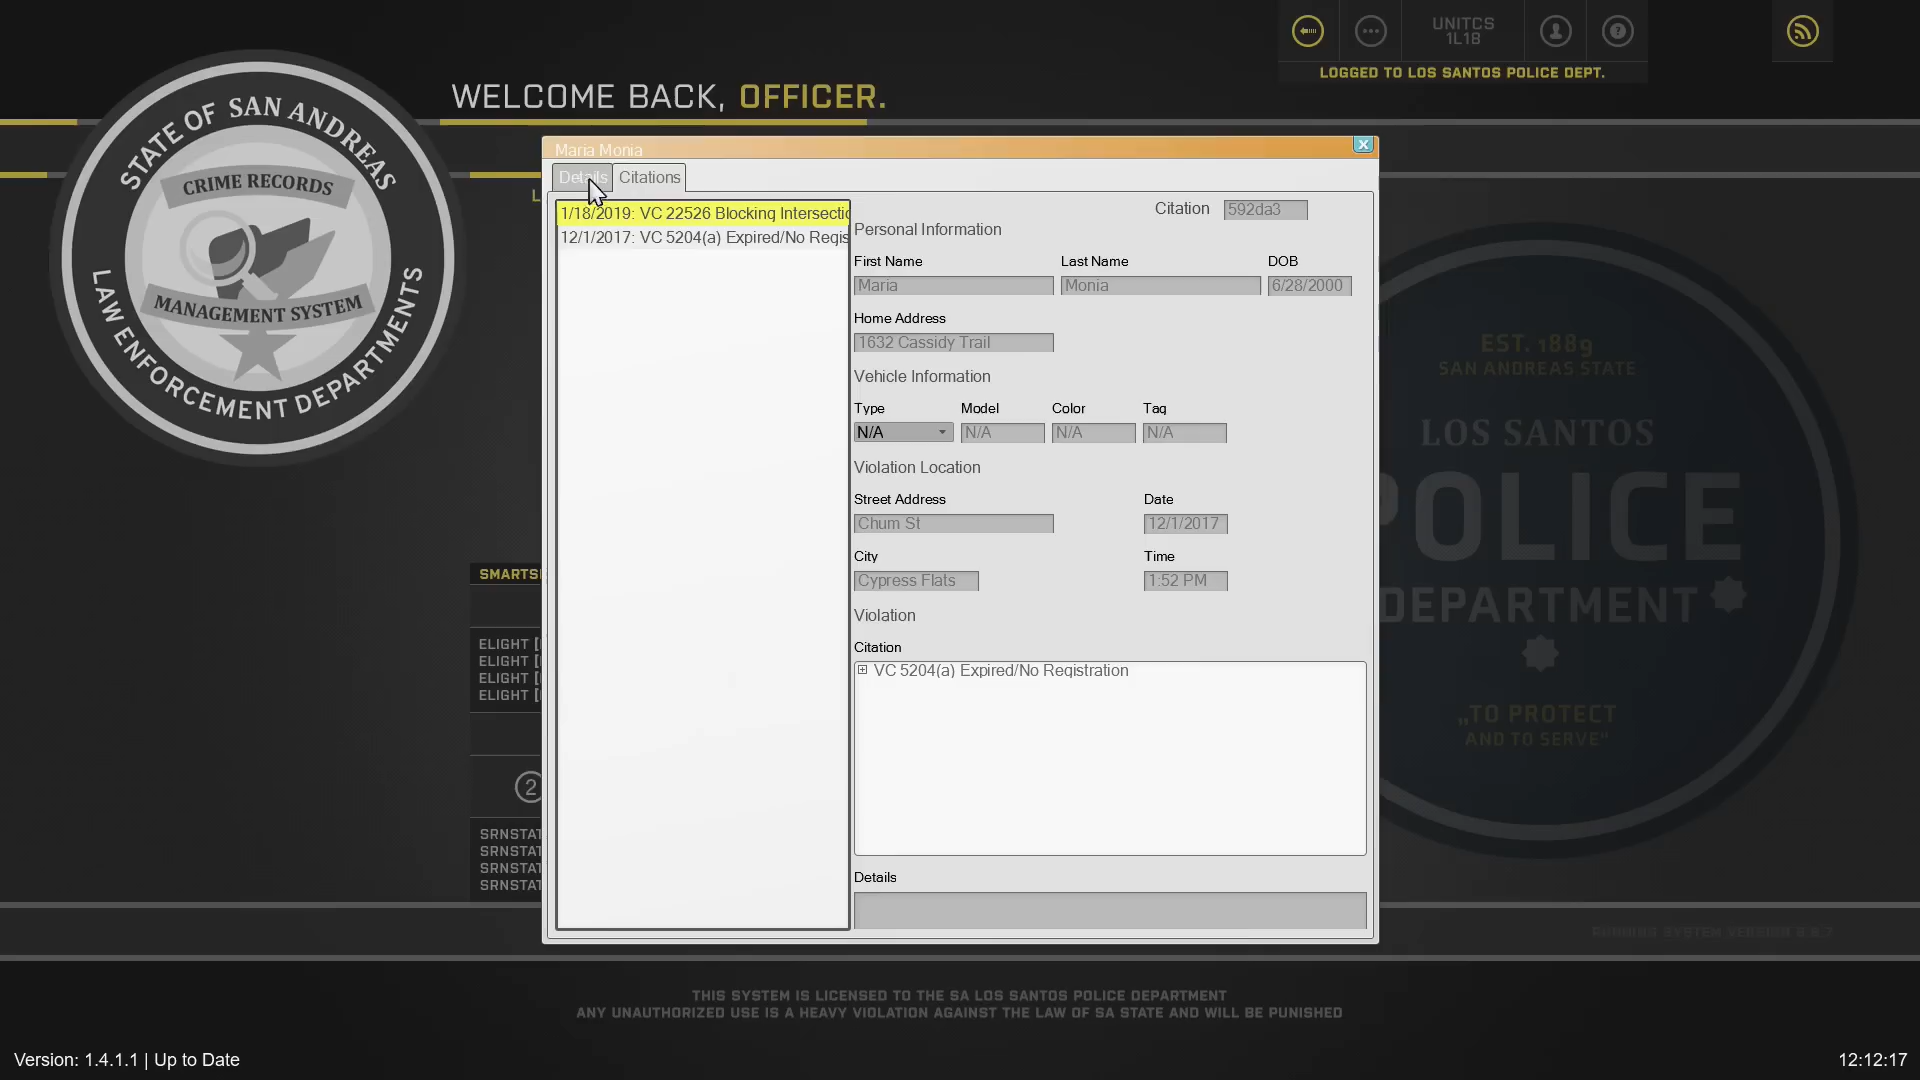 STATE OF SAN ANDREAS
CRIME RECORDS
MANAGEMENT SYSTEM
LAW ENFORCEMENT DEPARTMENTS
WELCOME BACK, OFFICER.
UNITCS
1L18
LOGGED TO LOS SANTOS POLICE DEPT.
Maria Monia
Details Citations
1/18/2019: VC 22526 Blocking Intersectio
12/1/2017: VC 5204(a) Expired/No Regis
Citation 592da3
Personal Information
First Name Last Name DOB
Maria Monia 6/28/2000
Home Address
1632 Cassidy Trail
Vehicle Information
Type Model Color Tag
N/A N/A N/A N/A
Violation Location
Street Address Date
Chum St 12/1/2017
City Time
Cypress Flats 1:52 PM
Violation
Citation
VC 5204(a) Expired/No Registration
Details
SMARTS
ELIGHT [
ELIGHT [
ELIGHT [
ELIGHT [
2
SRNSTAT
SRNSTAT
SRNSTAT
SRNSTAT
EST. 1889
SAN ANDREAS STATE
LOS SANTOS
POLICE
DEPARTMENT
„TO PROTECT
AND TO SERVE“
THIS SYSTEM IS LICENSED TO THE SA LOS SANTOS POLICE DEPARTMENT
ANY UNAUTHORIZED USE IS A HEAVY VIOLATION AGAINST THE LAW OF SA STATE AND WILL BE PUNISHED
Version: 1.4.1.1 | Up to Date
12:12:17